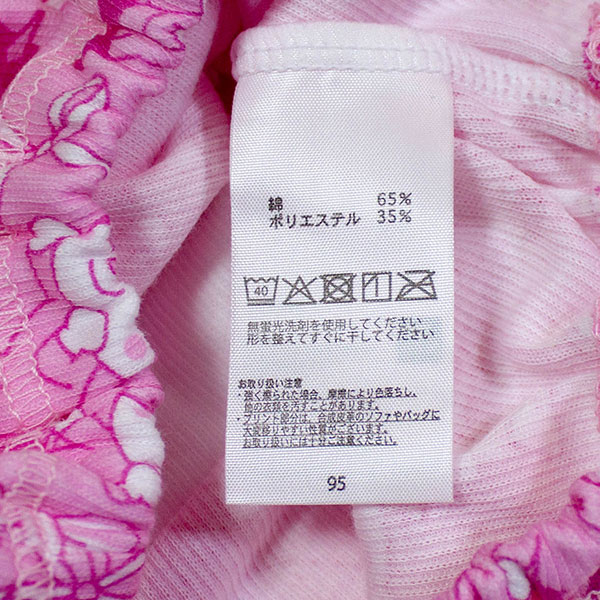 綿 65%
ポリエステル 35%
40
無蛍光洗剤を使用してください
形を整えてすぐに干してください
お取り扱い注意
・強く擦られた場合、摩擦により色落ちし、
他の衣類を汚すことがあります。
・プリント部分は、合成皮革のソファやバッグに
大変移りやすい性質がございます。
お取り扱いには十分ご注意ください。
95